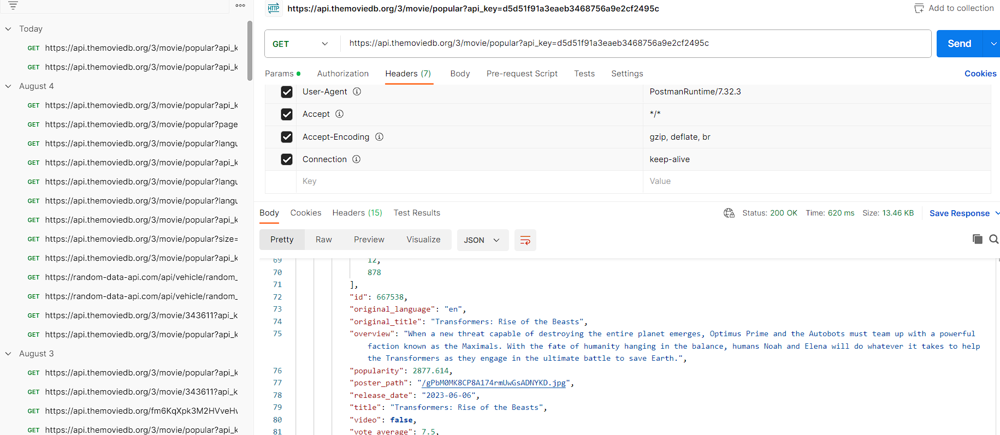 Today
GET https://api.themoviedb.org/3/movie/popular?api_k
GET https://api.themoviedb.org/3/movie/popular?api_k
August 4
GET https://api.themoviedb.org/3/movie/popular?api_k
GET https://api.themoviedb.org/3/movie/popular?page
GET https://api.themoviedb.org/3/movie/popular?langu
GET https://api.themoviedb.org/3/movie/popular?api_k
GET https://api.themoviedb.org/3/movie/popular?langu
GET https://api.themoviedb.org/3/movie/popular?langu
GET https://api.themoviedb.org/3/movie/popular?api_k
GET https://api.themoviedb.org/3/movie/popular?size=
GET https://api.themoviedb.org/3/movie/popular?api_k
GET https://random-data-api.com/api/vehicle/random_
GET https://random-data-api.com/api/vehicle/random_
GET https://api.themoviedb.org/3/movie/343611?api_k
GET https://api.themoviedb.org/3/movie/popular?api_k
August 3
GET https://api.themoviedb.org/3/movie/popular?api_k
GET https://api.themoviedb.org/3/movie/343611?api_k
GET https://api.themoviedb.org/fm6KqXpk3M2HVveHv
GET https://api.themoviedb.org/3/movie/popular?api_k
HTTP https://api.themoviedb.org/3/movie/popular?api_key=d5d51f91a3eaeb3468756a9e2cf2495c
Add to collection
GET https://api.themoviedb.org/3/movie/popular?api_key=d5d51f91a3eaeb3468756a9e2cf2495c
Send
Params Authorization Headers (7) Body Pre-request Script Tests Settings Cookies
User-Agent PostmanRuntime/7.32.3
Accept */*
Accept-Encoding gzip, deflate, br
Connection keep-alive
Key Value
Body Cookies Headers (15) Test Results Status: 200 OK Time: 620 ms Size: 13.46 KB Save Response
Pretty Raw Preview Visualize JSON
69 12,
70 878
71 ],
72 "id": 667538,
73 "original_language": "en",
74 "original_title": "Transformers: Rise of the Beasts",
75 "overview": "When a new threat capable of destroying the entire planet emerges, Optimus Prime and the Autobots must team up with a powerful
faction known as the Maximals. With the fate of humanity hanging in the balance, humans Noah and Elena will do whatever it takes to help
the Transformers as they engage in the ultimate battle to save Earth.",
76 "popularity": 2877.614,
77 "poster_path": "/gPbM0MK8CP8A174rmUwGsADNYKD.jpg",
78 "release_date": "2023-06-06",
79 "title": "Transformers: Rise of the Beasts",
80 "video": false,
81 "vote_average": 7.5,